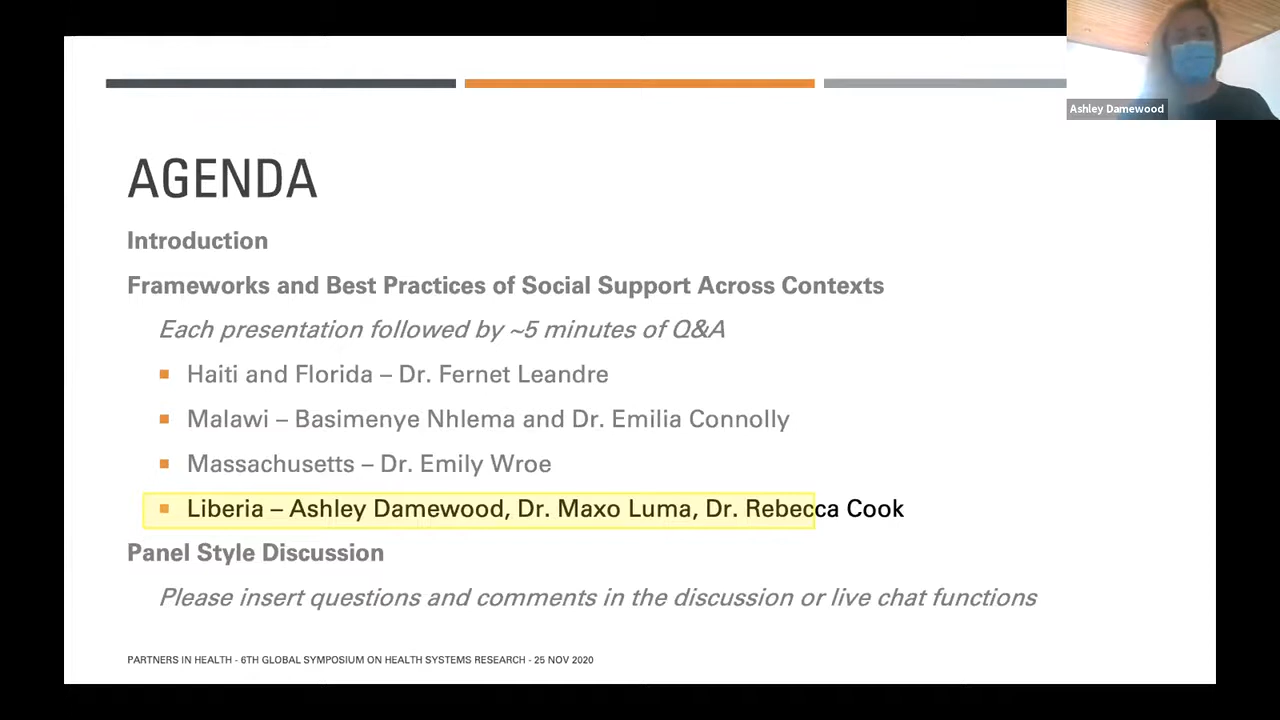 Ashley Damewood
AGENDA
Introduction
Frameworks and Best Practices of Social Support Across Contexts
Each presentation followed by ~5 minutes of Q&A
Haiti and Florida – Dr. Fernet Leandre
Malawi – Basimenye Nhlema and Dr. Emilia Connolly
Massachusetts – Dr. Emily Wroe
Liberia – Ashley Damewood, Dr. Maxo Luma, Dr. Rebecca Cook
Panel Style Discussion
Please insert questions and comments in the discussion or live chat functions
PARTNERS IN HEALTH - 6TH GLOBAL SYMPOSIUM ON HEALTH SYSTEMS RESEARCH - 25 NOV 2020